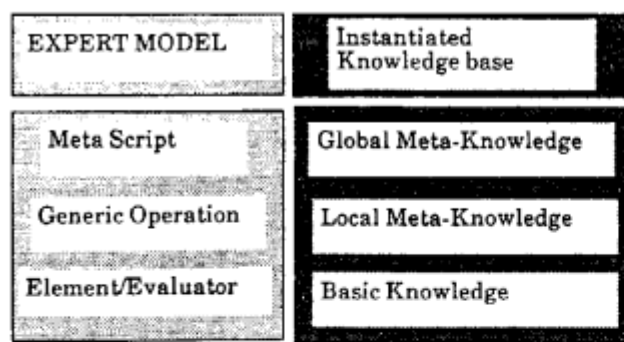 EXPERT MODEL
Instantiated
Knowledge base
Meta Script
Global Meta-Knowledge
Generic Operation
Local Meta-Knowledge
Element/Evaluator
Basic Knowledge